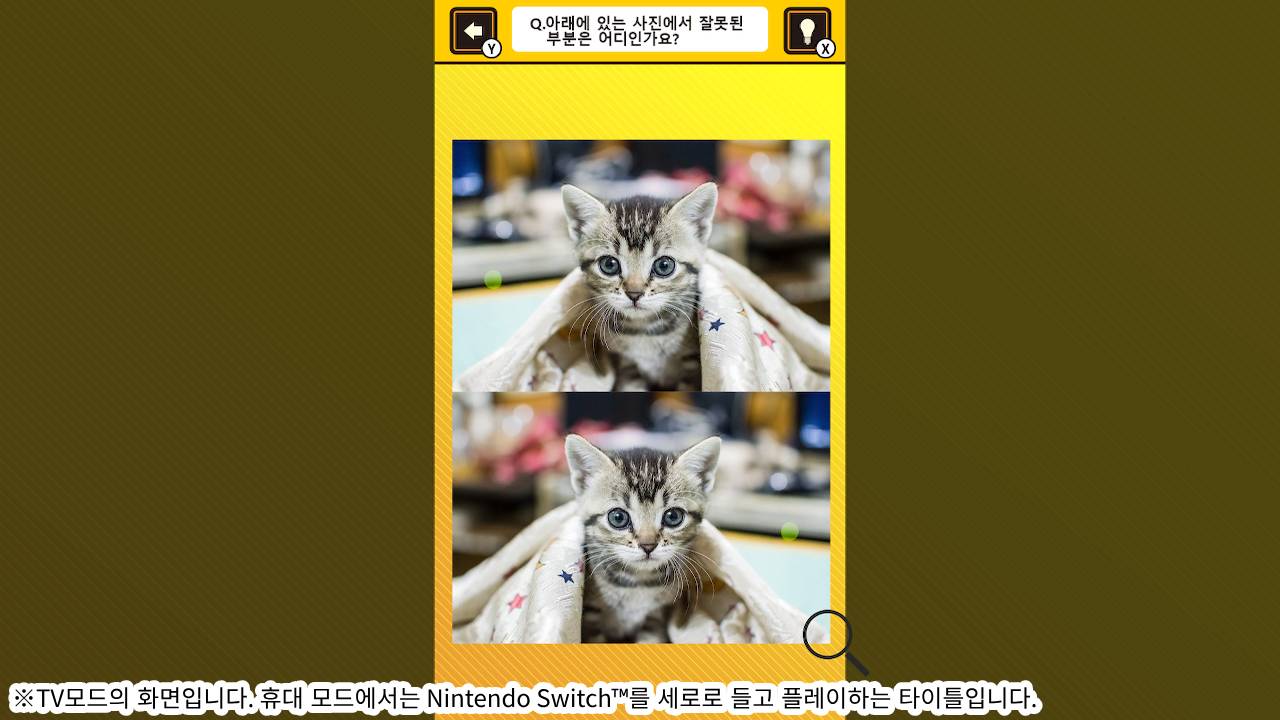 Q.아래에 있는 사진에서 잘못된
부분은 어디인가요?
Y
X
※TV모드의 화면입니다. 휴대 모드에서는 Nintendo Switch™를 세로로 들고 플레이하는 타이틀입니다.